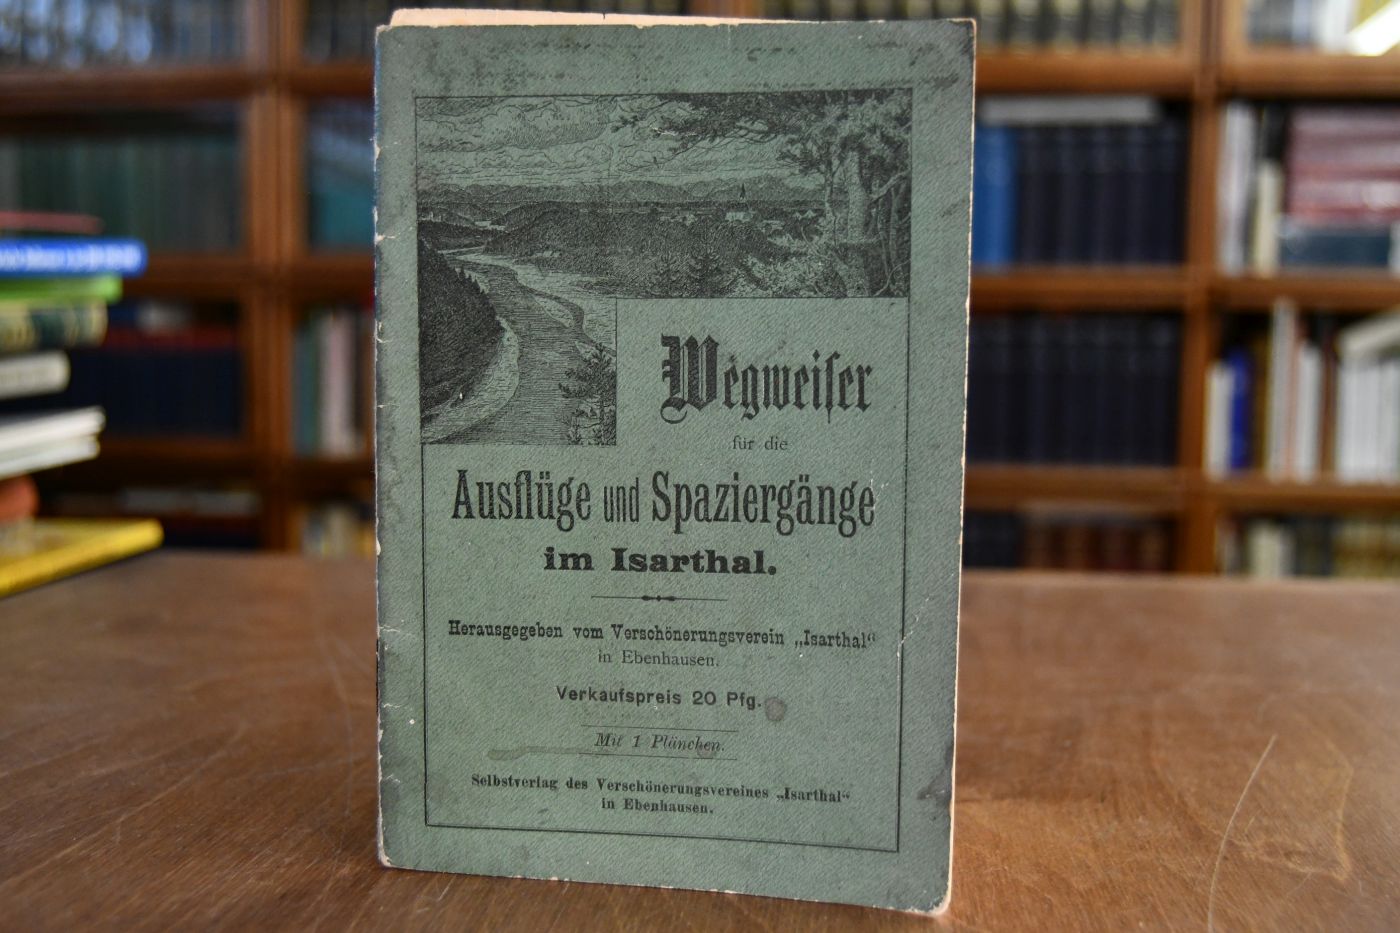 Wegweiſer
für die
Ausflüge und Spaziergänge
im Isarthal.
Herausgegeben vom Verschönerungsverein „Isarthal“
in Ebenhausen.
Verkaufspreis 20 Pfg.
Mit 1 Plänchen.
Selbstverlag des Verschönerungsvereines „Isarthal“
in Ebenhausen.